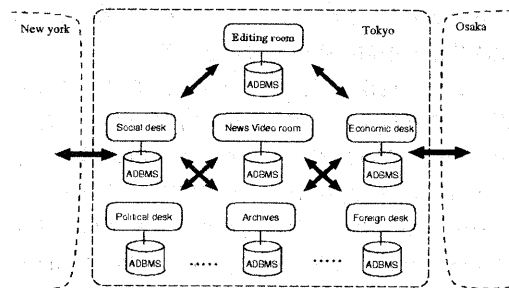 New york
Tokyo
Osaka
Editing room
ADBMS
Social desk
News Video room
Economic desk
ADBMS
ADBMS
ADBMS
Political desk
Archives
Foreign desk
ADBMS
.....
ADBMS
.....
ADBMS